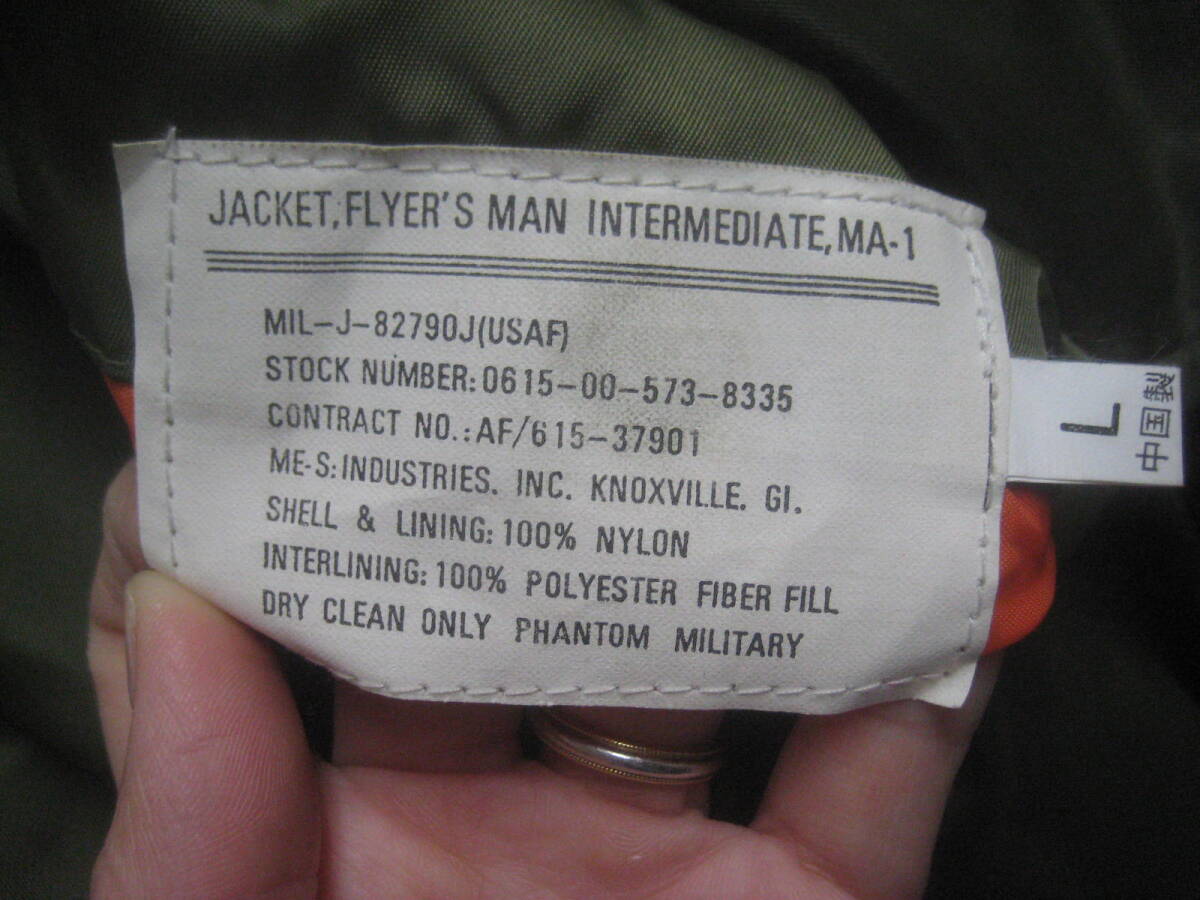 JACKET,FLYER'S MAN INTERMEDIATE,MA-1
MIL-J-82790J(USAF)
STOCK NUMBER:0615-00-573-8335
CONTRACT NO.:AF/615-37901
ME-S:INDUSTRIES. INC. KNOXVILLE. GI.
SHELL & LINING: 100% NYLON
INTERLINING: 100% POLYESTER FIBER FILL
DRY CLEAN ONLY PHANTOM MILITARY
L
中国製